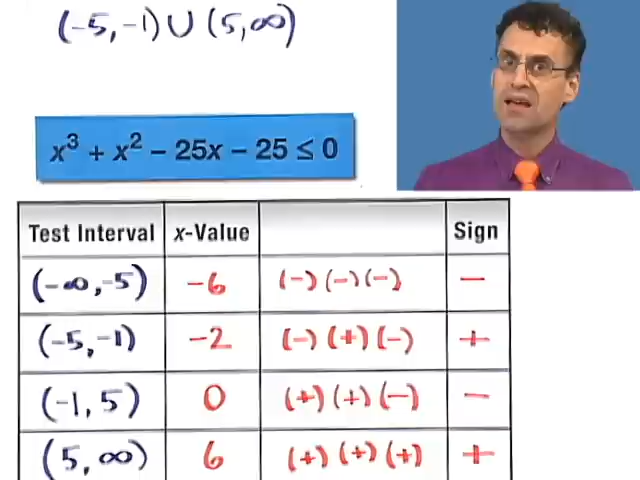 (-5,-1) ∪ (5,∞)
x³ + x² − 25x − 25 ≤ 0
Test Interval x-Value Sign
(-∞,-5) -6 (-)(-)(-) -
(-5,-1) -2 (-)(+)(-) +
(-1,5) 0 (+)(+)(-) -
(5,∞) 6 (+)(+)(+) +